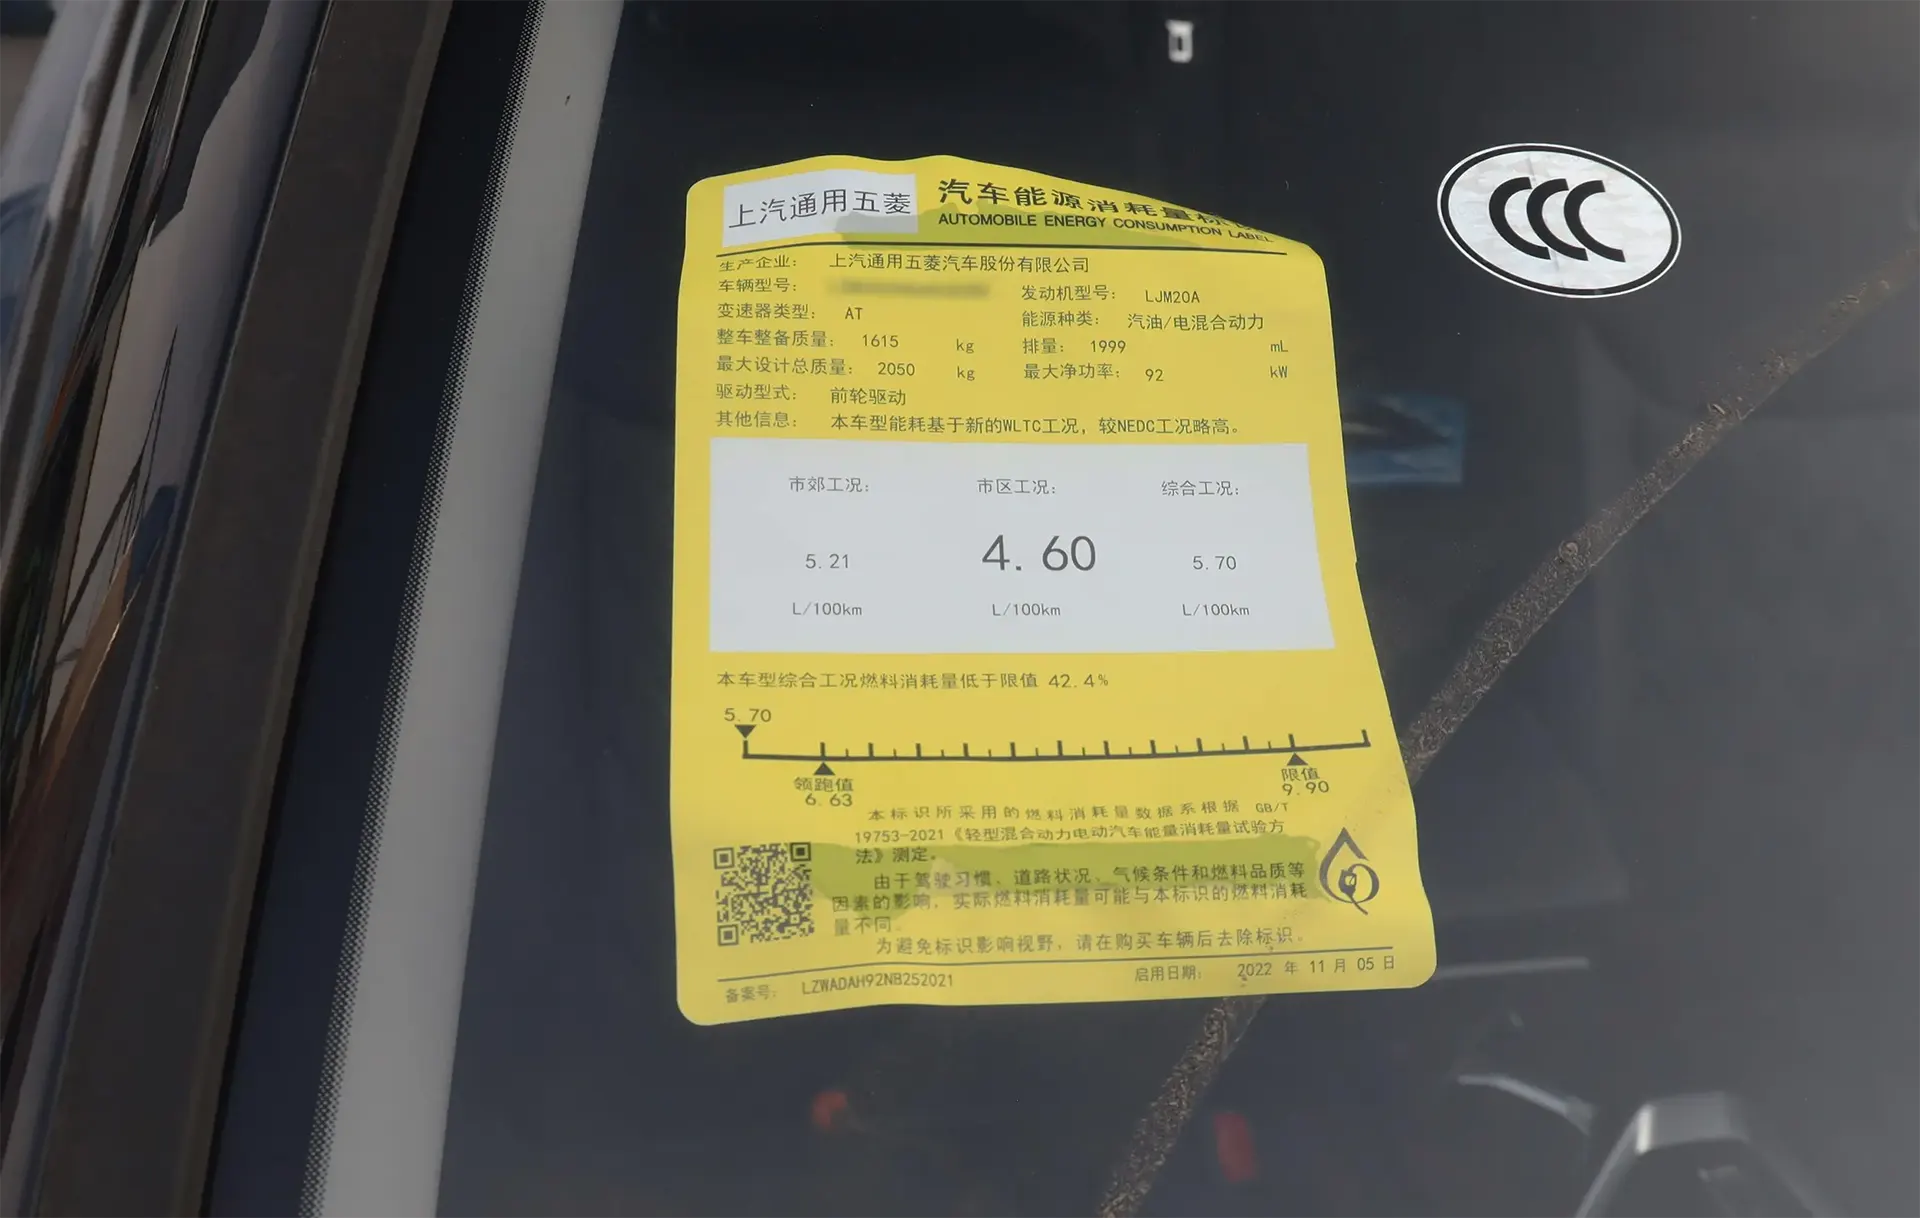 上汽通用五菱
汽车能源消耗量标
AUTOMOBILE ENERGY CONSUMPTION LABEL
生产企业: 上汽通用五菱汽车股份有限公司
车辆型号: 发动机型号: LJM20A
变速器类型: AT 能源种类: 汽油/电混合动力
整车整备质量: 1615 kg 排量: 1999 mL
最大设计总质量: 2050 kg 最大净功率: 92 kW
驱动型式: 前轮驱动
其他信息: 本车型能耗基于新的WLTC工况,较NEDC工况略高。
市郊工况: 市区工况: 综合工况:
5.21 4.60 5.70
L/100km L/100km L/100km
本车型综合工况燃料消耗量低于限值 42.4%
5.70
领跑值 限值
6.63 9.90
本标识所采用的燃料消耗量数据系根据 GB/T
19753-2021《轻型混合动力电动汽车能量消耗量试验方
法》测定。
由于驾驶习惯、道路状况、气候条件和燃料品质等
因素的影响,实际燃料消耗量可能与本标识的燃料消耗
量不同。
为避免标识影响视野,请在购买车辆后去除标识。
备案号: LZWADAH92NB252021 启用日期: 2022 年 11 月 05 日
CCC